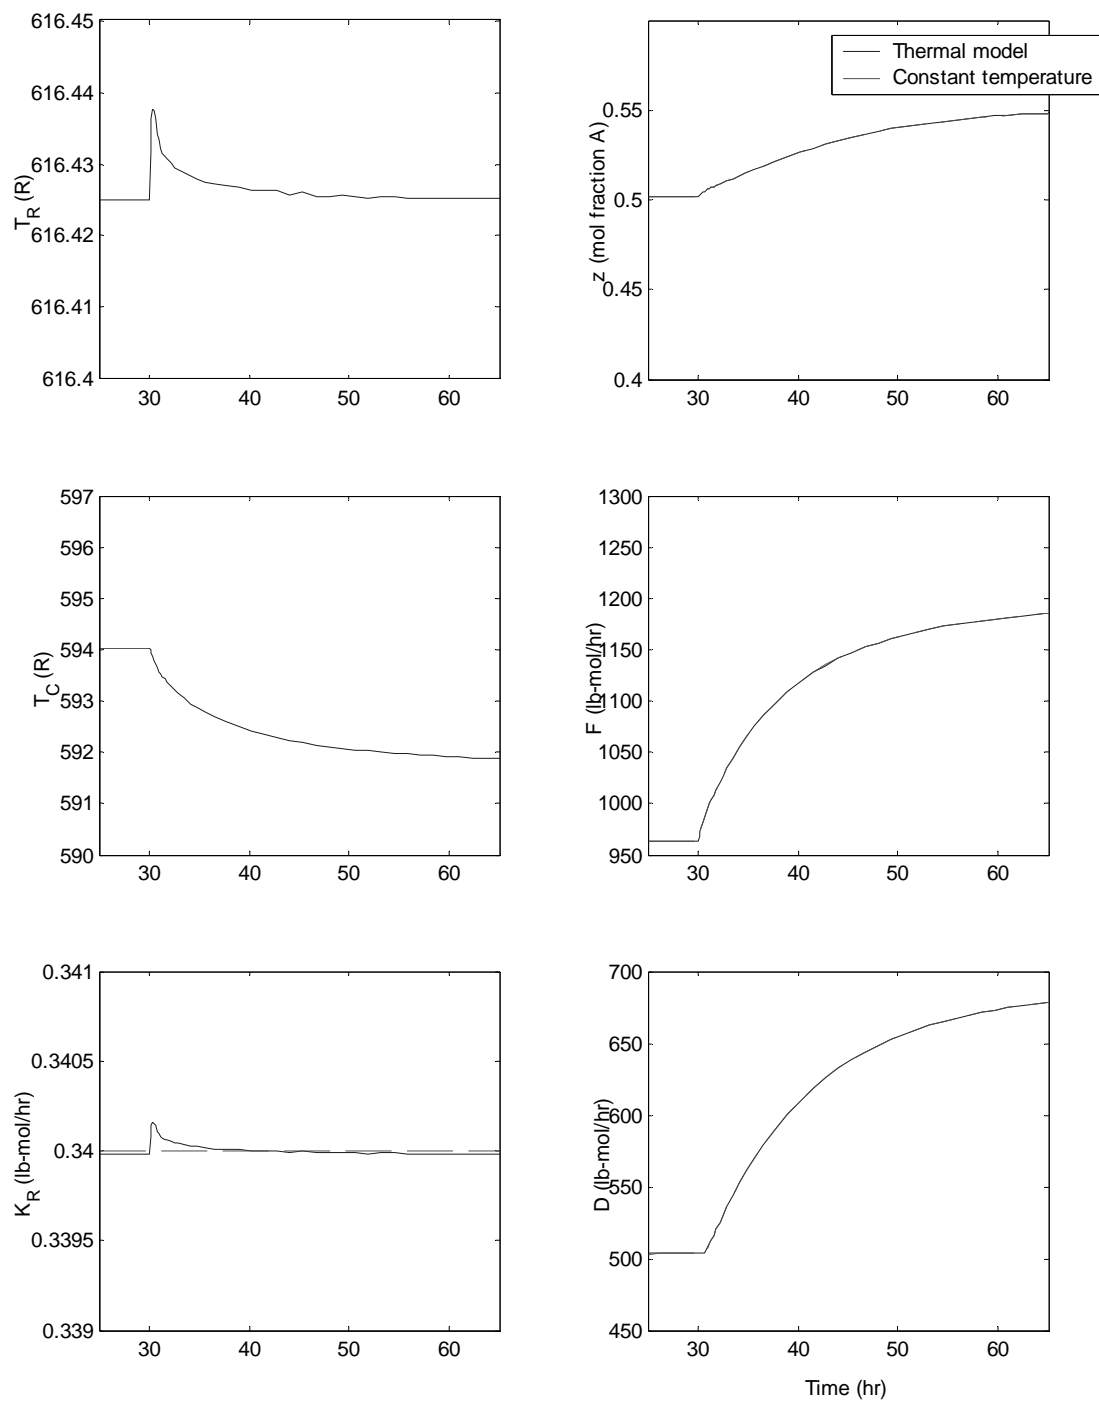 616.45
616.44
616.43
616.42
616.41
616.4
T_R (R)
30 40 50 60
Thermal model
Constant temperature
0.55
0.5
0.45
0.4
z (mol fraction A)
30 40 50 60
597
596
595
594
593
592
591
590
T_C (R)
30 40 50 60
1300
1250
1200
1150
1100
1050
1000
950
F (lb-mol/hr)
30 40 50 60
0.341
0.3405
0.34
0.3395
0.339
K_R (lb-mol/hr)
30 40 50 60
700
650
600
550
500
450
D (lb-mol/hr)
30 40 50 60
Time (hr)